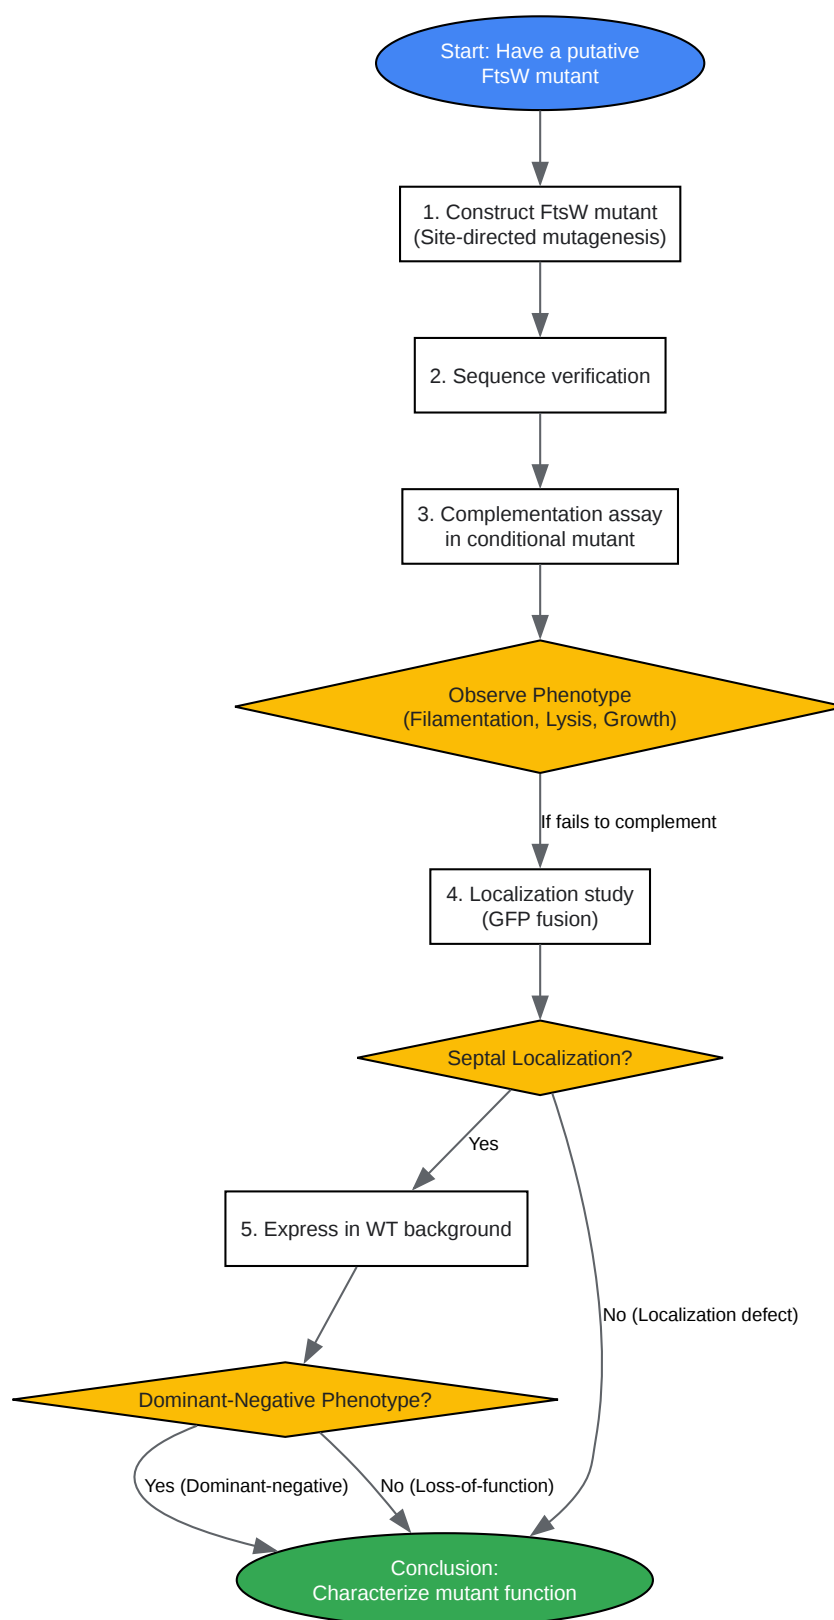 Start: Have a putative
FtsW mutant
1. Construct FtsW mutant
(Site-directed mutagenesis)
2. Sequence verification
3. Complementation assay
in conditional mutant
Observe Phenotype
(Filamentation, Lysis, Growth)
If fails to complement
4. Localization study
(GFP fusion)
Septal Localization?
Yes
5. Express in WT background
No (Localization defect)
Dominant-Negative Phenotype?
Yes (Dominant-negative)
No (Loss-of-function)
Conclusion:
Characterize mutant function